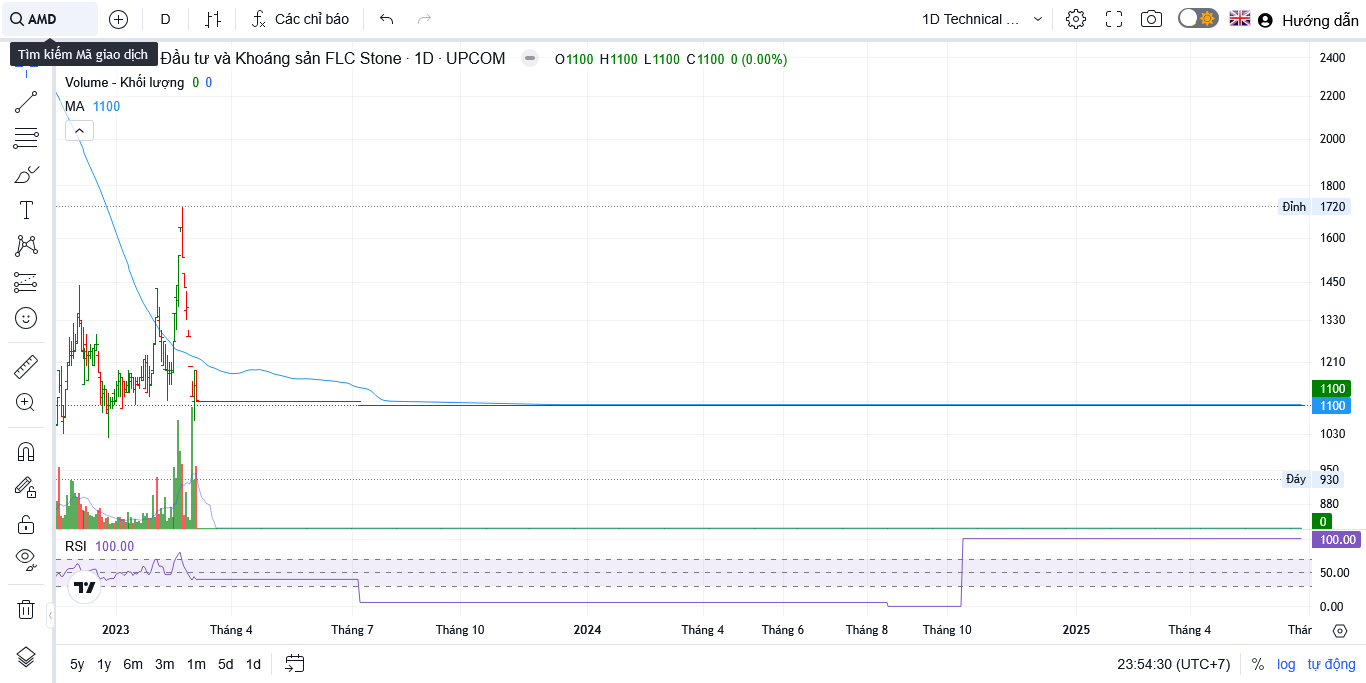 AMD
D
Các chỉ báo
1D Technical ...
Hướng dẫn
Tìm kiếm Mã giao dịch
Đầu tư và Khoáng sản FLC Stone · 1D · UPCOM
O1100 H1100 L1100 C1100 0 (0.00%)
Volume - Khối lượng 0 0
MA 1100
2400
2200
2000
1800
Đỉnh 1720
1600
1450
1330
1210
1100
1100
1030
950
Đáy 930
880
0
RSI 100.00
100.00
50.00
0.00
2023 Tháng 4 Tháng 7 Tháng 10 2024 Tháng 4 Tháng 6 Tháng 8 Tháng 10 2025 Tháng 4 Thár
5y 1y 6m 3m 1m 5d 1d
23:54:30 (UTC+7) % log tự động